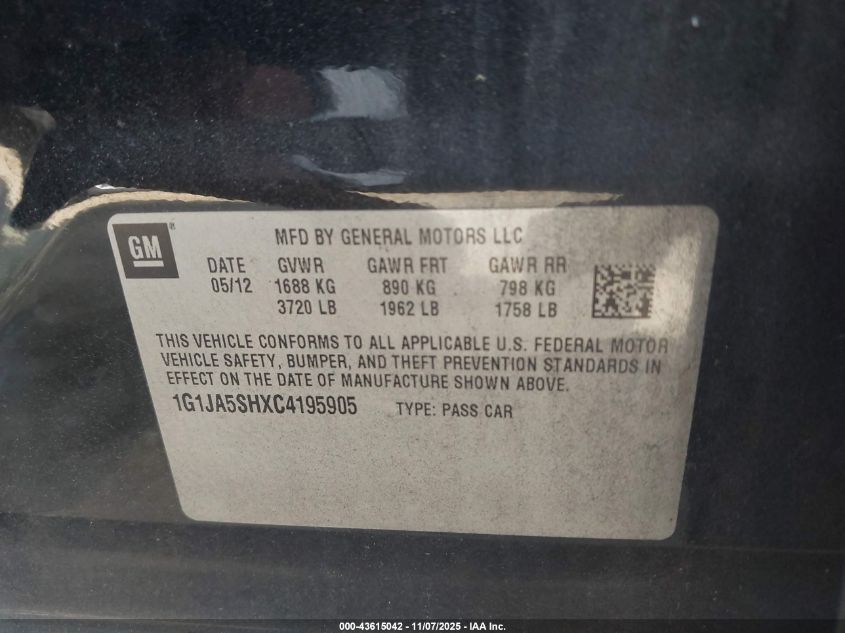 GM®
MFD BY GENERAL MOTORS LLC
DATE GVWR GAWR FRT GAWR RR
05/12 1688 KG 890 KG 798 KG
3720 LB 1962 LB 1758 LB
THIS VEHICLE CONFORMS TO ALL APPLICABLE U.S. FEDERAL MOTOR
VEHICLE SAFETY, BUMPER, AND THEFT PREVENTION STANDARDS IN
EFFECT ON THE DATE OF MANUFACTURE SHOWN ABOVE.
1G1JA5SHXC4195905 TYPE: PASS CAR
000-43615042 - 11/07/2025 - IAA Inc.